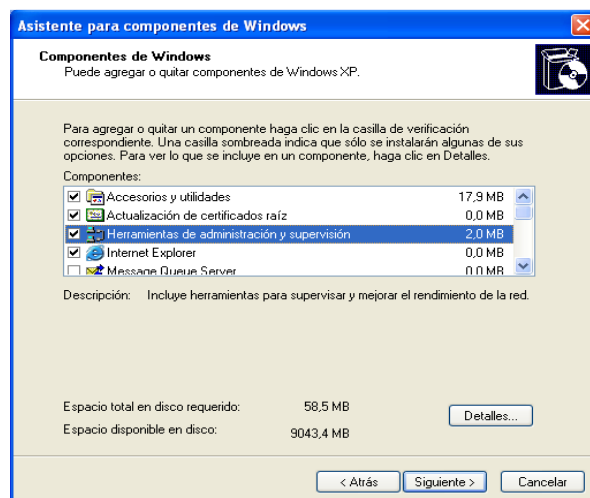 Asistente para componentes de Windows
Componentes de Windows
Puede agregar o quitar componentes de Windows XP.
Para agregar o quitar un componente haga clic en la casilla de verificación
correspondiente. Una casilla sombreada indica que sólo se instalarán algunas de sus
opciones. Para ver lo que se incluye en un componente, haga clic en Detalles.
Componentes:
Accesorios y utilidades 17,9 MB
Actualización de certificados raíz 0,0 MB
Herramientas de administración y supervisión 2,0 MB
Internet Explorer 0,0 MB
Message Queue Server 0,0 MB
Descripción: Incluye herramientas para supervisar y mejorar el rendimiento de la red.
Espacio total en disco requerido: 58,5 MB
Espacio disponible en disco: 9043,4 MB
Detalles...
< Atrás Siguiente > Cancelar